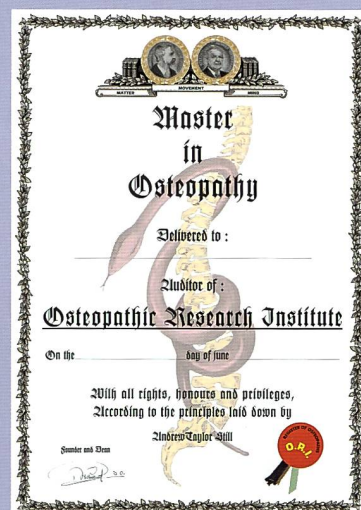 MATTER MOVEMENT MIND
Master
in
Osteopathy
Delivered to :
Auditor of :
Osteopathic Research Institute
On the day of june
With all rights, honours and privileges,
According to the principles laid down by
Andrew Taylor Still
Founder and Dean
D.O.
O.R.I.